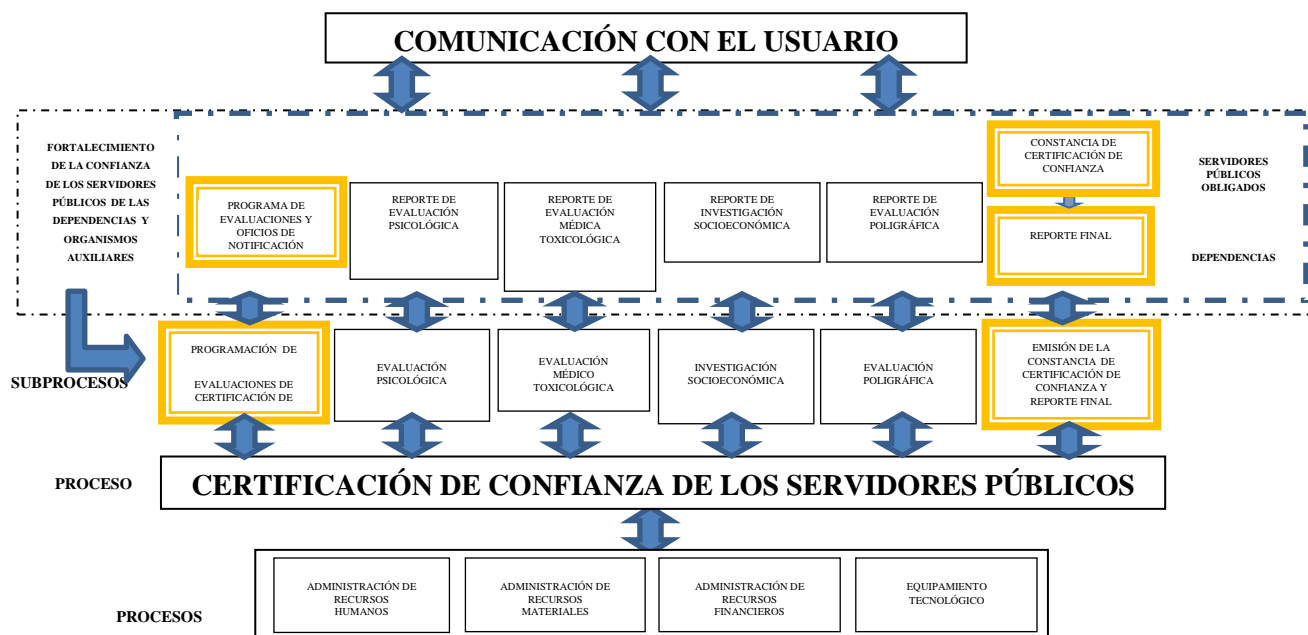 COMUNICACIÓN CON EL USUARIO
FORTALECIMIENTO
DE LA CONFIANZA
DE LOS SERVIDORES
PÚBLICOS DE LAS
DEPENDENCIAS Y
ORGANISMOS
AUXILIARES
PROGRAMA DE
EVALUACIONES Y
OFICIOS DE
NOTIFICACIÓN
REPORTE DE
EVALUACIÓN
PSICOLÓGICA
REPORTE DE
EVALUACIÓN
MÉDICA
TOXICOLÓGICA
REPORTE DE
INVESTIGACIÓN
SOCIOECONÓMICA
REPORTE DE
EVALUACIÓN
POLIGRÁFICA
CONSTANCIA DE
CERTIFICACIÓN DE
CONFIANZA
REPORTE FINAL
SERVIDORES
PÚBLICOS
OBLIGADOS
DEPENDENCIAS
SUBPROCESOS
PROGRAMACIÓN DE
EVALUACIONES DE
CERTIFICACIÓN DE
EVALUACIÓN
PSICOLÓGICA
EVALUACIÓN
MÉDICO
TOXICOLÓGICA
INVESTIGACIÓN
SOCIOECONÓMICA
EVALUACIÓN
POLIGRÁFICA
EMISIÓN DE LA
CONSTANCIA DE
CERTIFICACIÓN DE
CONFIANZA Y
REPORTE FINAL
PROCESO
CERTIFICACIÓN DE CONFIANZA DE LOS SERVIDORES PÚBLICOS
PROCESOS
ADMINISTRACIÓN DE
RECURSOS
HUMANOS
ADMINISTRACIÓN DE
RECURSOS
MATERIALES
ADMINISTRACIÓN DE
RECURSOS
FINANCIEROS
EQUIPAMIENTO
TECNOLÓGICO